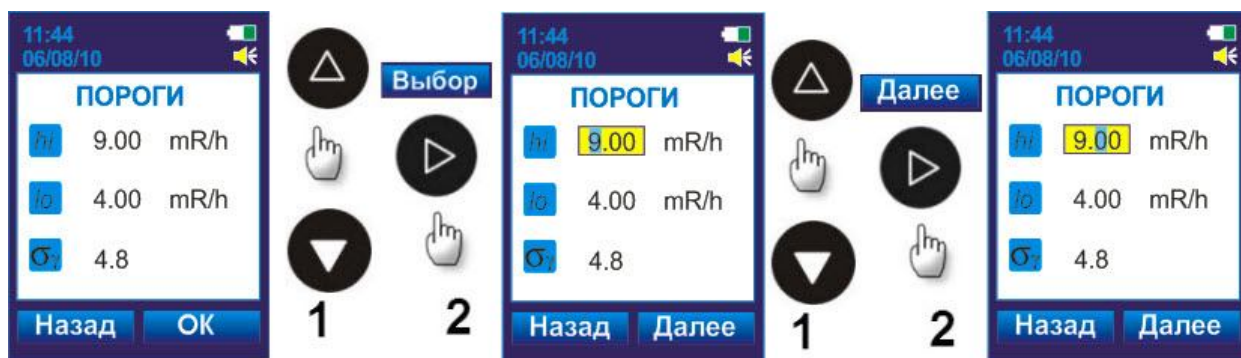 11:44
06/08/10
ПОРОГИ
hi 9.00 mR/h
lo 4.00 mR/h
σγ 4.8
Назад ОК
Выбор
1 2
11:44
06/08/10
ПОРОГИ
hi 9.00 mR/h
lo 4.00 mR/h
σγ 4.8
Назад Далее
Далее
1 2
11:44
06/08/10
ПОРОГИ
hi 9.00 mR/h
lo 4.00 mR/h
σγ 4.8
Назад Далее